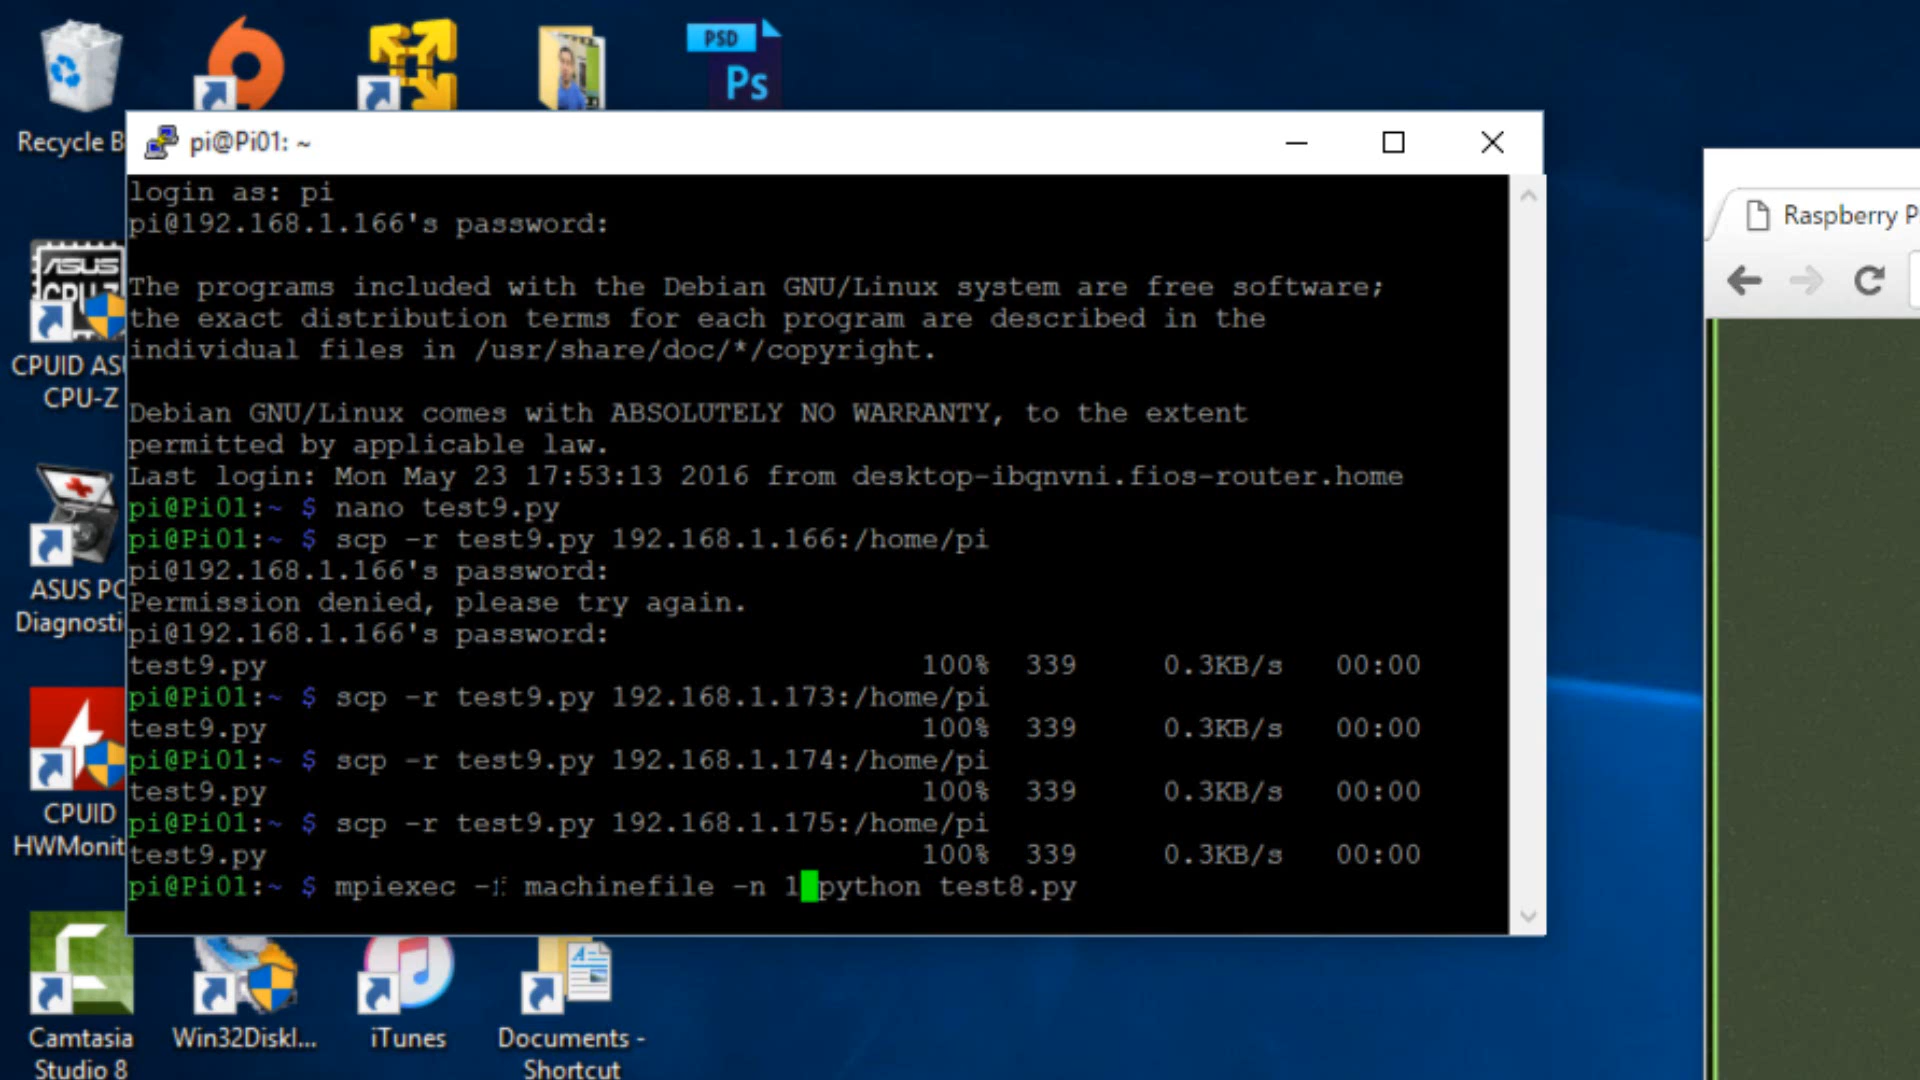 PSD
Ps
Recycle B
pi@Pi01: ~
login as: pi
pi@192.168.1.166's password:
Raspberry P
The programs included with the Debian GNU/Linux system are free software;
the exact distribution terms for each program are described in the
individual files in /usr/share/doc/*/copyright.
ASUS
CPU-Z
CPUID ASU
CPU-Z
Debian GNU/Linux comes with ABSOLUTELY NO WARRANTY, to the extent
permitted by applicable law.
Last login: Mon May 23 17:53:13 2016 from desktop-ibqnvni.fios-router.home
pi@Pi01:~ $ nano test9.py
pi@Pi01:~ $ scp -r test9.py 192.168.1.166:/home/pi
pi@192.168.1.166's password:
Permission denied, please try again.
pi@192.168.1.166's password:
ASUS PC
Diagnosti
test9.py 100% 339 0.3KB/s 00:00
pi@Pi01:~ $ scp -r test9.py 192.168.1.173:/home/pi
test9.py 100% 339 0.3KB/s 00:00
pi@Pi01:~ $ scp -r test9.py 192.168.1.174:/home/pi
test9.py 100% 339 0.3KB/s 00:00
pi@Pi01:~ $ scp -r test9.py 192.168.1.175:/home/pi
test9.py 100% 339 0.3KB/s 00:00
pi@Pi01:~ $ mpiexec -f machinefile -n 1 python test8.py
CPUID
HWMonit
Camtasia
Studio 8
Win32DiskI...
iTunes
Documents -
Shortcut